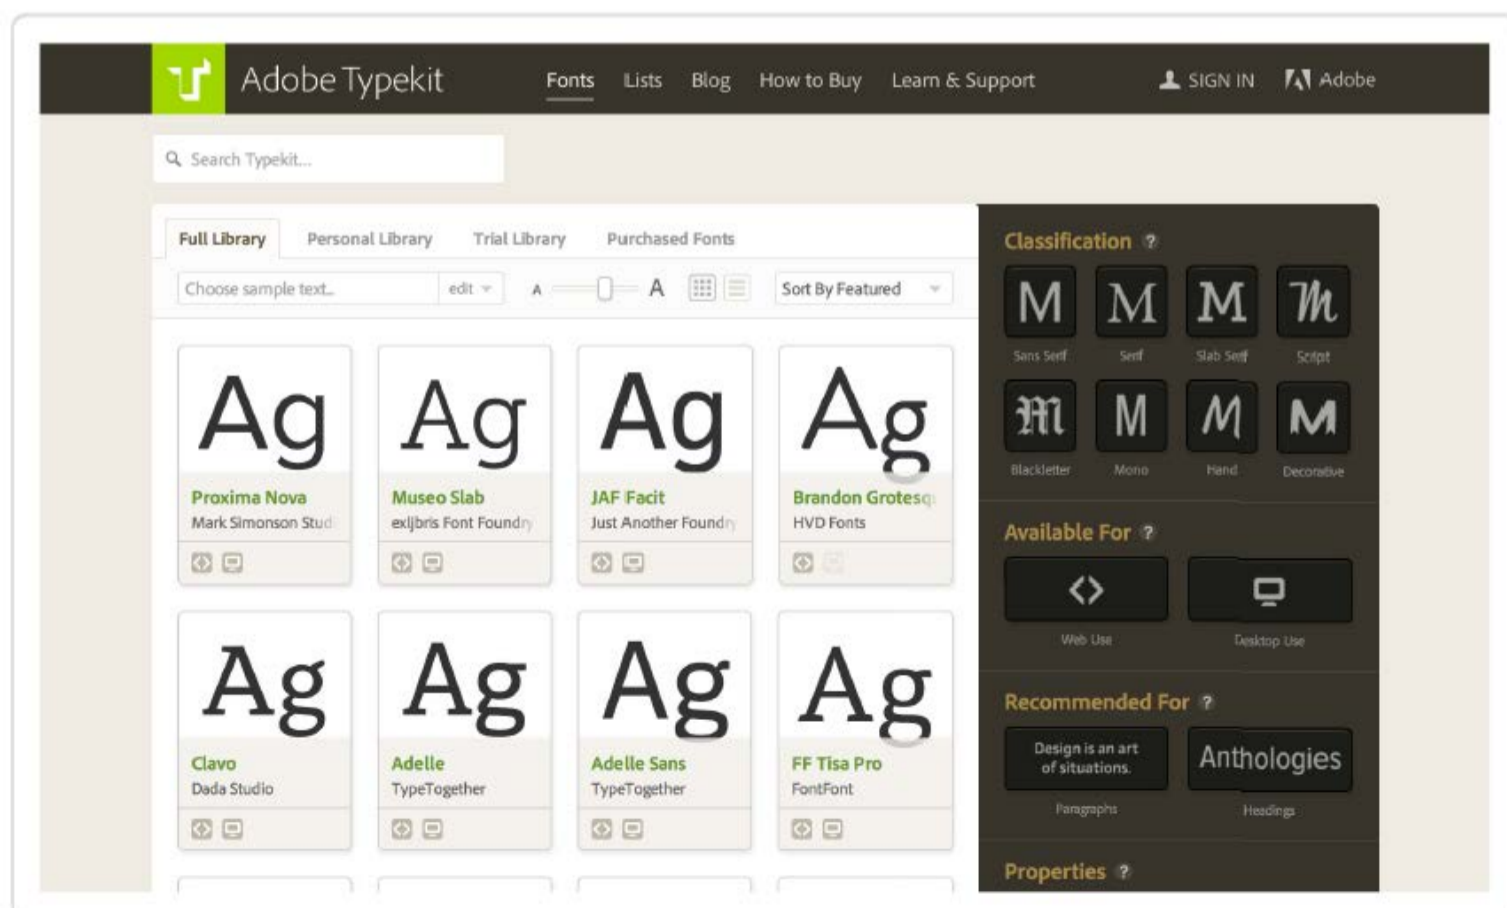 Adobe Typekit
Fonts Lists Blog How to Buy Learn & Support
SIGN IN Adobe
Search Typekit...
Full Library Personal Library Trial Library Purchased Fonts
Choose sample text... edit A A Sort By Featured
Ag Ag Ag Ag
Proxima Nova
Mark Simonson Stud
Museo Slab
exljbris Font Foundry
JAF Facit
Just Another Foundry
Brandon Grotesq
HVD Fonts
Ag Ag Ag Ag
Clavo
Dada Studio
Adelle
TypeTogether
Adelle Sans
TypeTogether
FF Tisa Pro
FontFont
Classification ?
M M M M
Sans Serif Serif Slab Serif Script
M M M M
Blackletter Mono Hand Decorative
Available For ?
Web Use Desktop Use
Recommended For ?
Design is an art
of situations.
Anthologies
Paragraphs Headings
Properties ?